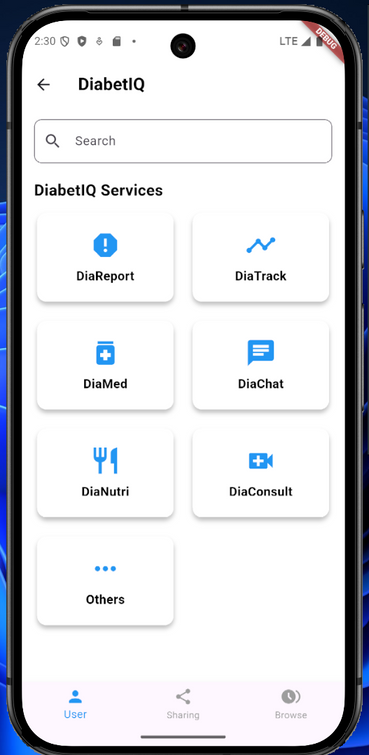 2:30
LTE
DEBUG
DiabetIQ
Search
DiabetIQ Services
DiaReport
DiaTrack
DiaMed
DiaChat
DiaNutri
DiaConsult
Others
User
Sharing
Browse